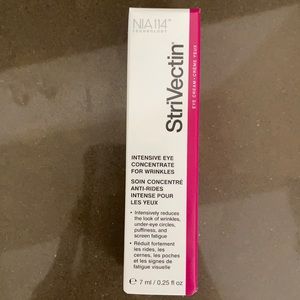 NIA114®
TECHNOLOGY
StriVectin®
EYE CREAM/CRÈME YEUX
INTENSIVE EYE
CONCENTRATE
FOR WRINKLES
SOIN CONCENTRÉ
ANTI-RIDES
INTENSE POUR
LES YEUX
• Intensively reduces
the look of wrinkles,
under-eye circles,
puffiness, and
screen fatigue
• Réduit fortement
les rides, les
cernes, les poches
et les signes de
fatigue visuelle
℮ 7 ml / 0.25 fl oz